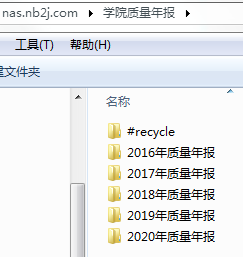 nas.nb2j.com ▶ 学院质量年报 ▶
工具(T) 帮助(H)
文件夹
名称
#recycle
2016年质量年报
2017年质量年报
2018年质量年报
2019年质量年报
2020年质量年报